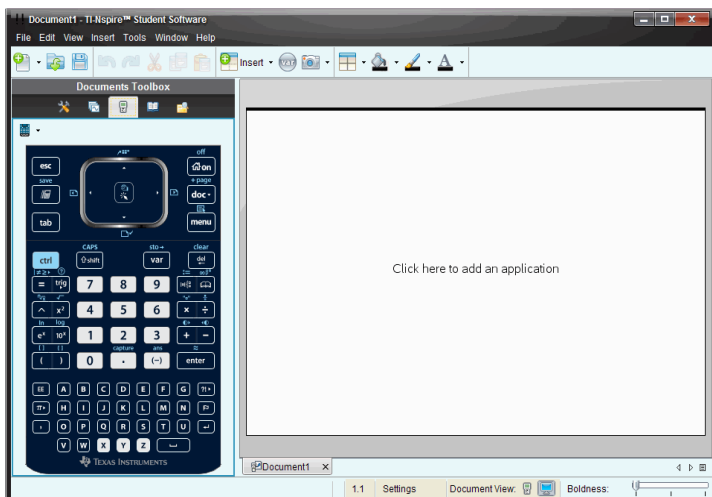 Document1 - TI-Nspire™ Student Software
File Edit View Insert Tools Window Help
Insert
Documents Toolbox
off
esc
on
save
+page
doc
tab
menu
CAPS
sto→
clear
ctrl
⇧shift
var
del
= trig 7 8 9
^ x² 4 5 6 × ÷
ln log
eˣ 10ˣ 1 2 3 + −
[ ] { } capture ans
( ) 0 . (−) enter
EE A B C D E F G ?!▸
π▸ H I J K L M N
, O P Q R S T U ↵
V W X Y Z
TEXAS INSTRUMENTS
Click here to add an application
Document1 ×
1.1 Settings Document View: Boldness: